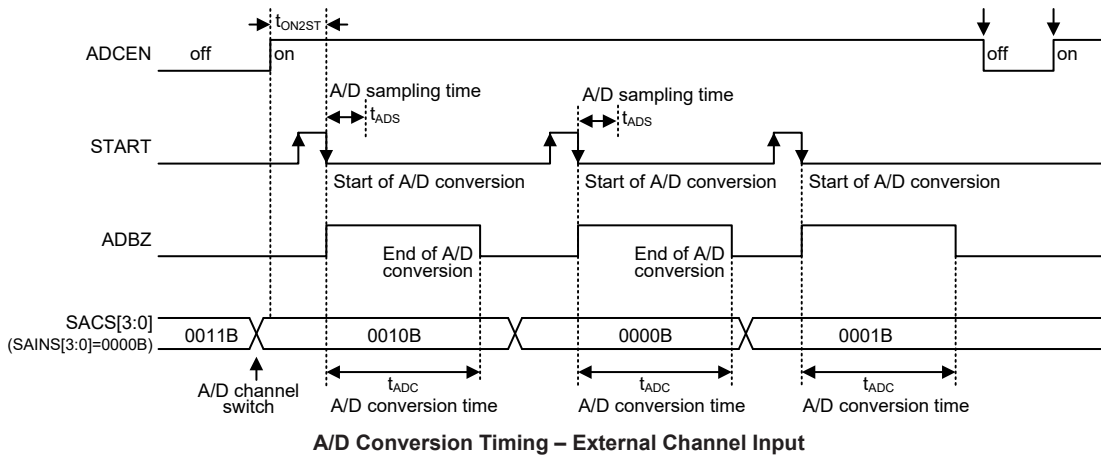 tON2ST
ADCEN
off
on
off
on
A/D sampling time
tADS
A/D sampling time
tADS
START
Start of A/D conversion
Start of A/D conversion
Start of A/D conversion
ADBZ
End of A/D
conversion
End of A/D
conversion
SACS[3:0]
(SAINS[3:0]=0000B)
0011B
0010B
0000B
0001B
A/D channel
switch
tADC
A/D conversion time
tADC
A/D conversion time
tADC
A/D conversion time
A/D Conversion Timing – External Channel Input